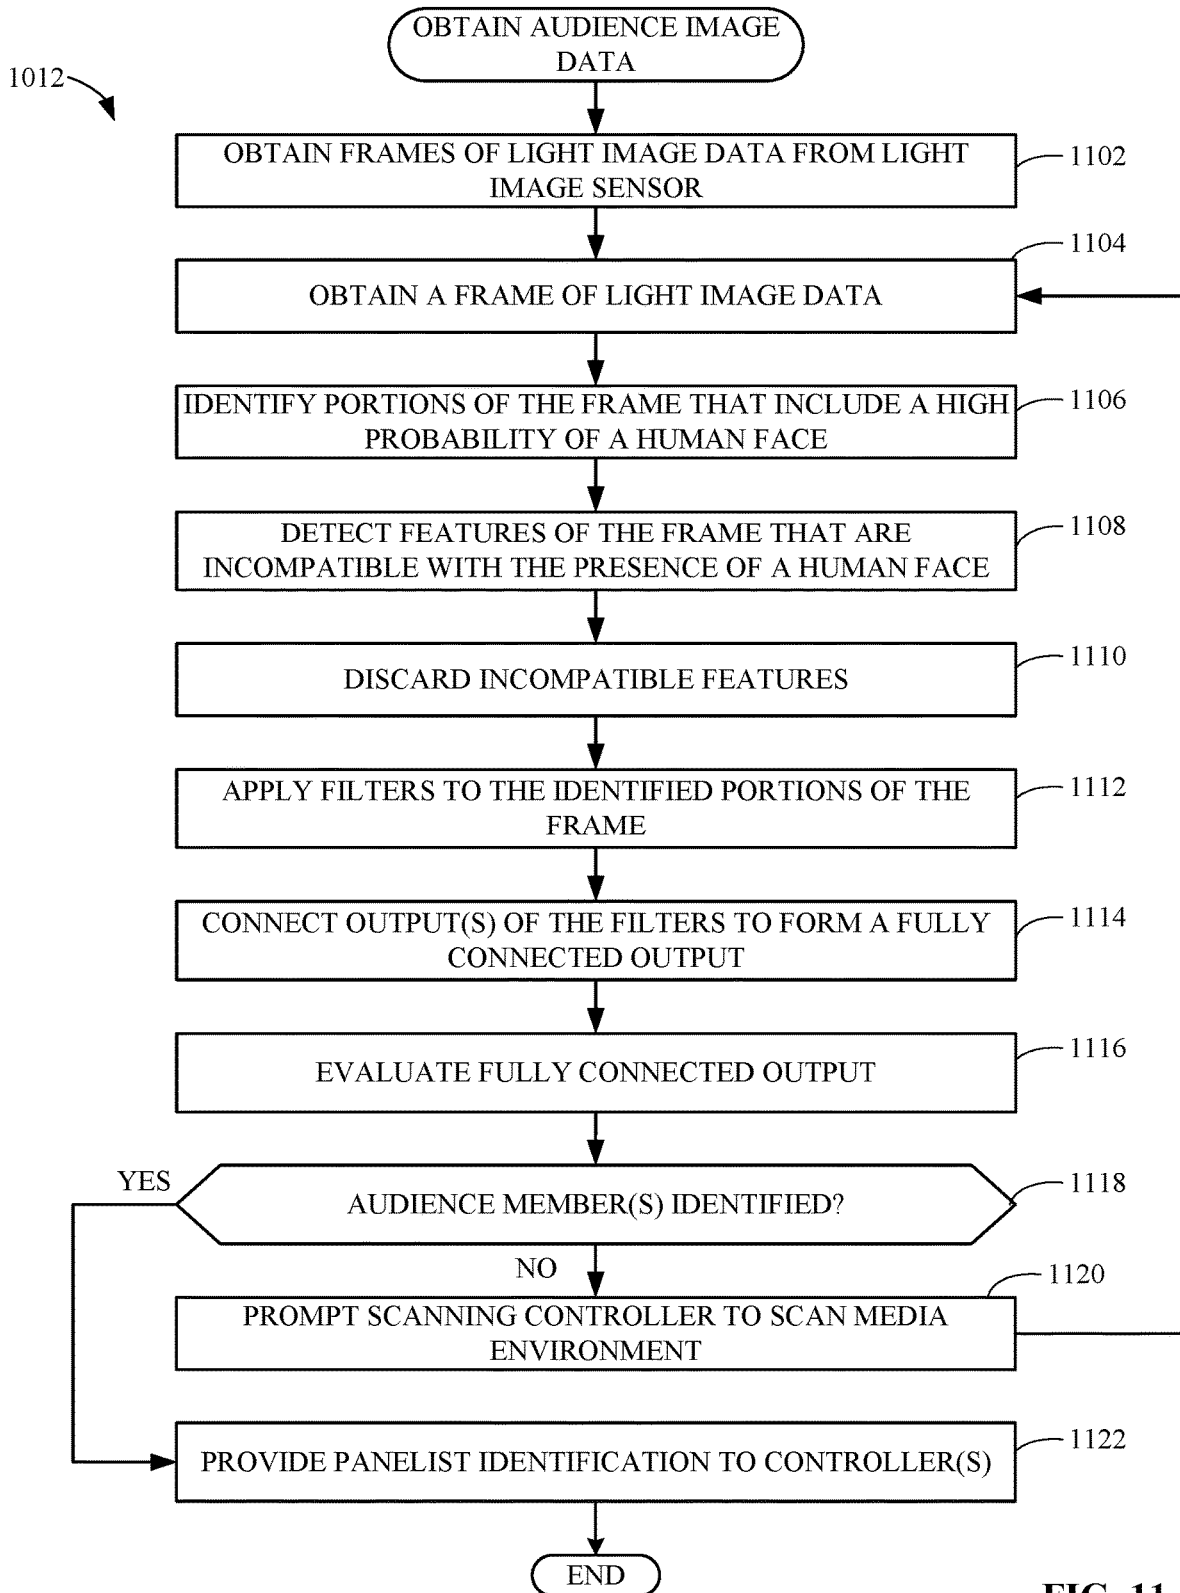 OBTAIN AUDIENCE IMAGE
DATA
1012
OBTAIN FRAMES OF LIGHT IMAGE DATA FROM LIGHT
IMAGE SENSOR
1102
1104
OBTAIN A FRAME OF LIGHT IMAGE DATA
IDENTIFY PORTIONS OF THE FRAME THAT INCLUDE A HIGH
PROBABILITY OF A HUMAN FACE
1106
DETECT FEATURES OF THE FRAME THAT ARE
INCOMPATIBLE WITH THE PRESENCE OF A HUMAN FACE
1108
DISCARD INCOMPATIBLE FEATURES
1110
APPLY FILTERS TO THE IDENTIFIED PORTIONS OF THE
FRAME
1112
CONNECT OUTPUT(S) OF THE FILTERS TO FORM A FULLY
CONNECTED OUTPUT
1114
EVALUATE FULLY CONNECTED OUTPUT
1116
YES
AUDIENCE MEMBER(S) IDENTIFIED?
1118
NO
1120
PROMPT SCANNING CONTROLLER TO SCAN MEDIA
ENVIRONMENT
PROVIDE PANELIST IDENTIFICATION TO CONTROLLER(S)
1122
END
FIG. 11